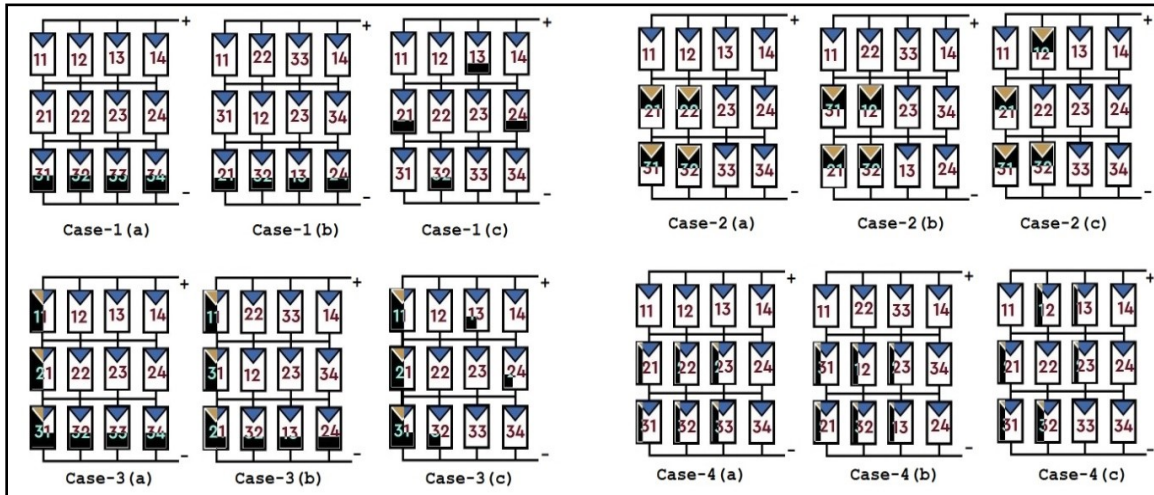 +
11 12 13 14
21 22 23 24
31 32 33 34
-
Case-1(a)
+
11 22 33 14
31 12 23 34
21 32 13 24
-
Case-1(b)
+
11 12 13 14
21 22 23 24
31 32 33 34
-
Case-1(c)
+
11 12 13 14
21 22 23 24
31 32 33 34
-
Case-2(a)
+
11 22 33 14
31 12 23 34
21 32 13 24
-
Case-2(b)
+
11 12 13 14
21 22 23 24
31 32 33 34
-
Case-2(c)
+
11 12 13 14
21 22 23 24
31 32 33 34
-
Case-3(a)
+
11 22 33 14
31 12 23 34
21 32 13 24
-
Case-3(b)
+
11 12 13 14
21 22 23 24
31 32 33 34
-
Case-3(c)
+
11 12 13 14
21 22 23 24
31 32 33 34
-
Case-4(a)
+
11 22 33 14
31 12 23 34
21 32 13 24
-
Case-4(b)
+
11 12 13 14
21 22 23 24
31 32 33 34
-
Case-4(c)